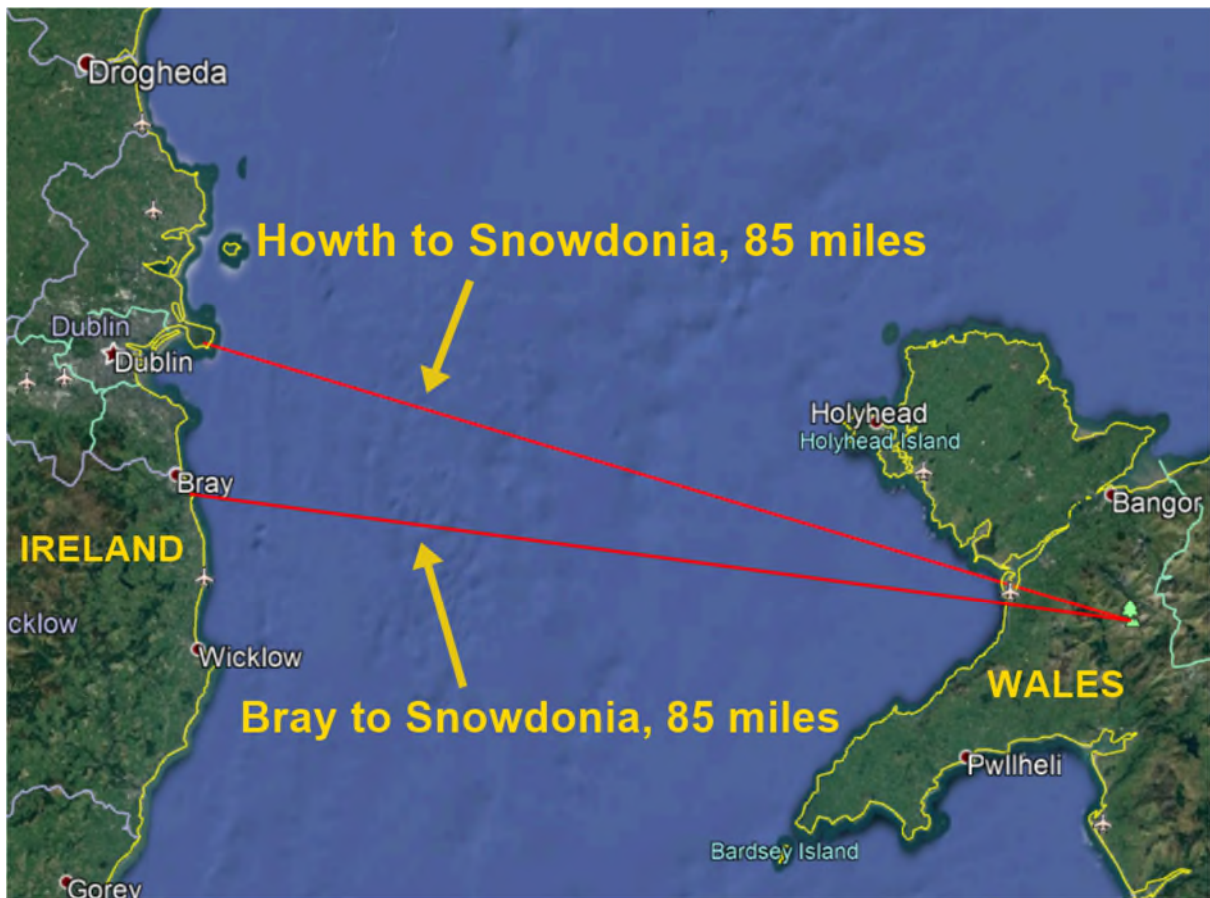 Drogheda
Howth to Snowdonia, 85 miles
Dublin
Dublin
Holyhead
Holyhead Island
Bray
Bangor
IRELAND
cklow
Wicklow
WALES
Bray to Snowdonia, 85 miles
Pwllheli
Bardsey Island
Gorey